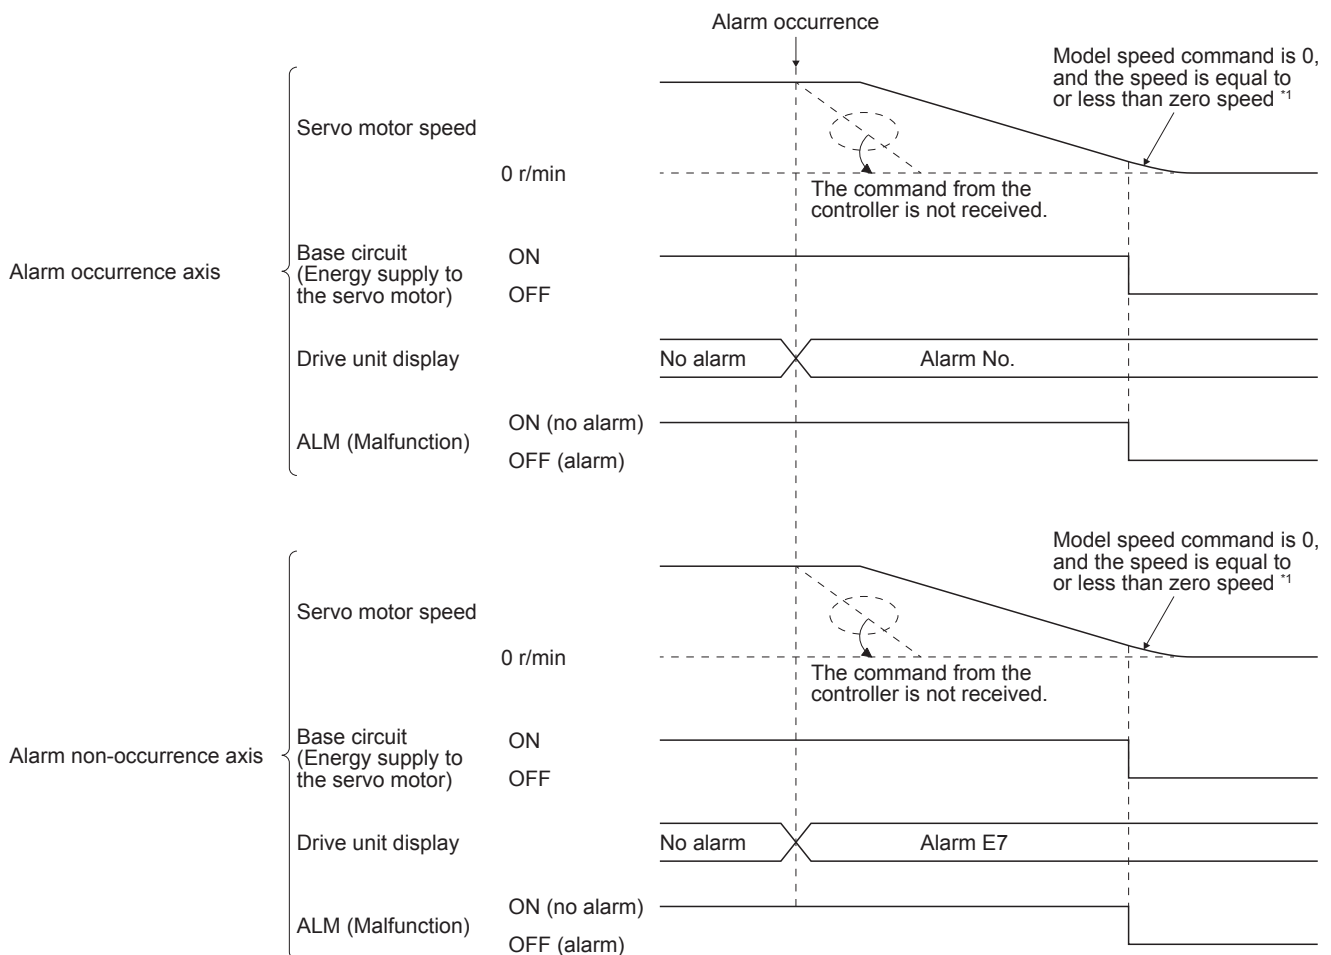 Alarm occurrence
Model speed command is 0,
and the speed is equal to
or less than zero speed *1
Servo motor speed
0 r/min
The command from the
controller is not received.
Alarm occurrence axis
Base circuit
(Energy supply to
the servo motor)
ON
OFF
Drive unit display
No alarm
Alarm No.
ALM (Malfunction)
ON (no alarm)
OFF (alarm)
Model speed command is 0,
and the speed is equal to
or less than zero speed *1
Servo motor speed
0 r/min
The command from the
controller is not received.
Alarm non-occurrence axis
Base circuit
(Energy supply to
the servo motor)
ON
OFF
Drive unit display
No alarm
Alarm E7
ALM (Malfunction)
ON (no alarm)
OFF (alarm)